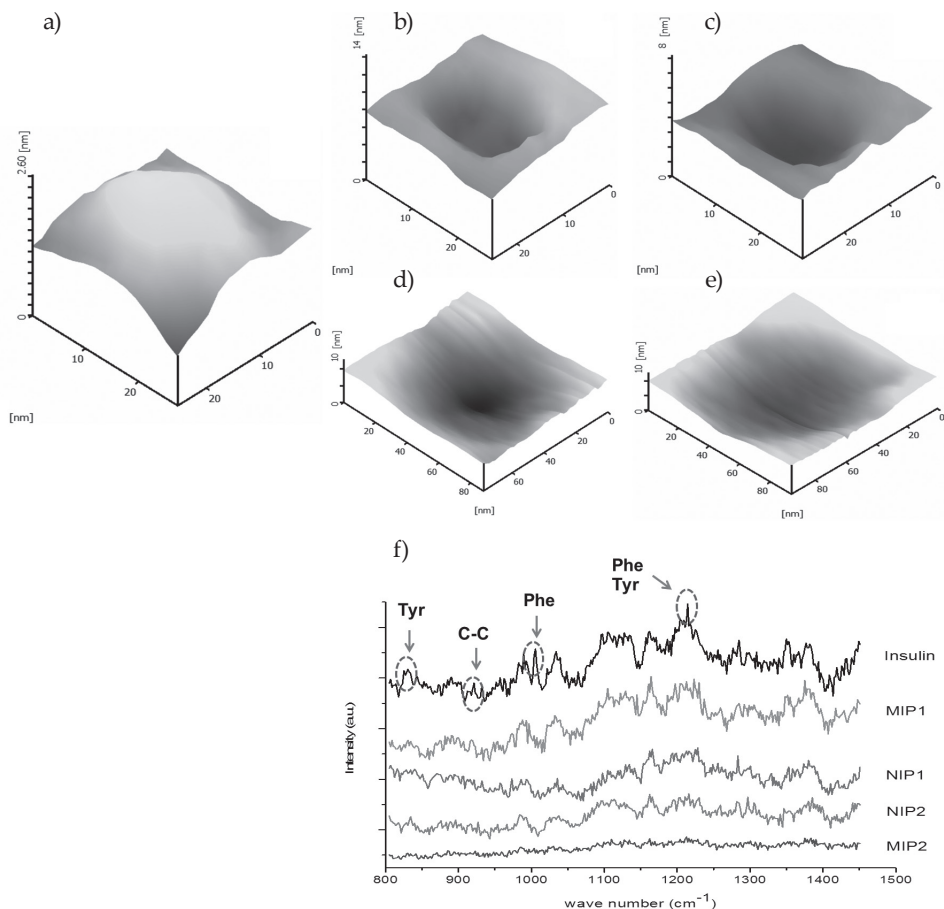 a)
2.60 [nm]
0
10
20
[nm]
20
10
0
b)
14 [nm]
0
10
20
[nm]
20
10
0
c)
8 [nm]
0
10
20
[nm]
20
10
0
d)
10
0
20
40
60
80
[nm]
60
40
20
0
e)
10
0
20
40
60
80
[nm]
80
60
40
20
0
f)
Tyr
C-C
Phe
Phe
Tyr
Insulin
MIP1
NIP1
NIP2
MIP2
Intensity (a.u.)
800 900 1000 1100 1200 1300 1400 1500
wave number (cm⁻¹)